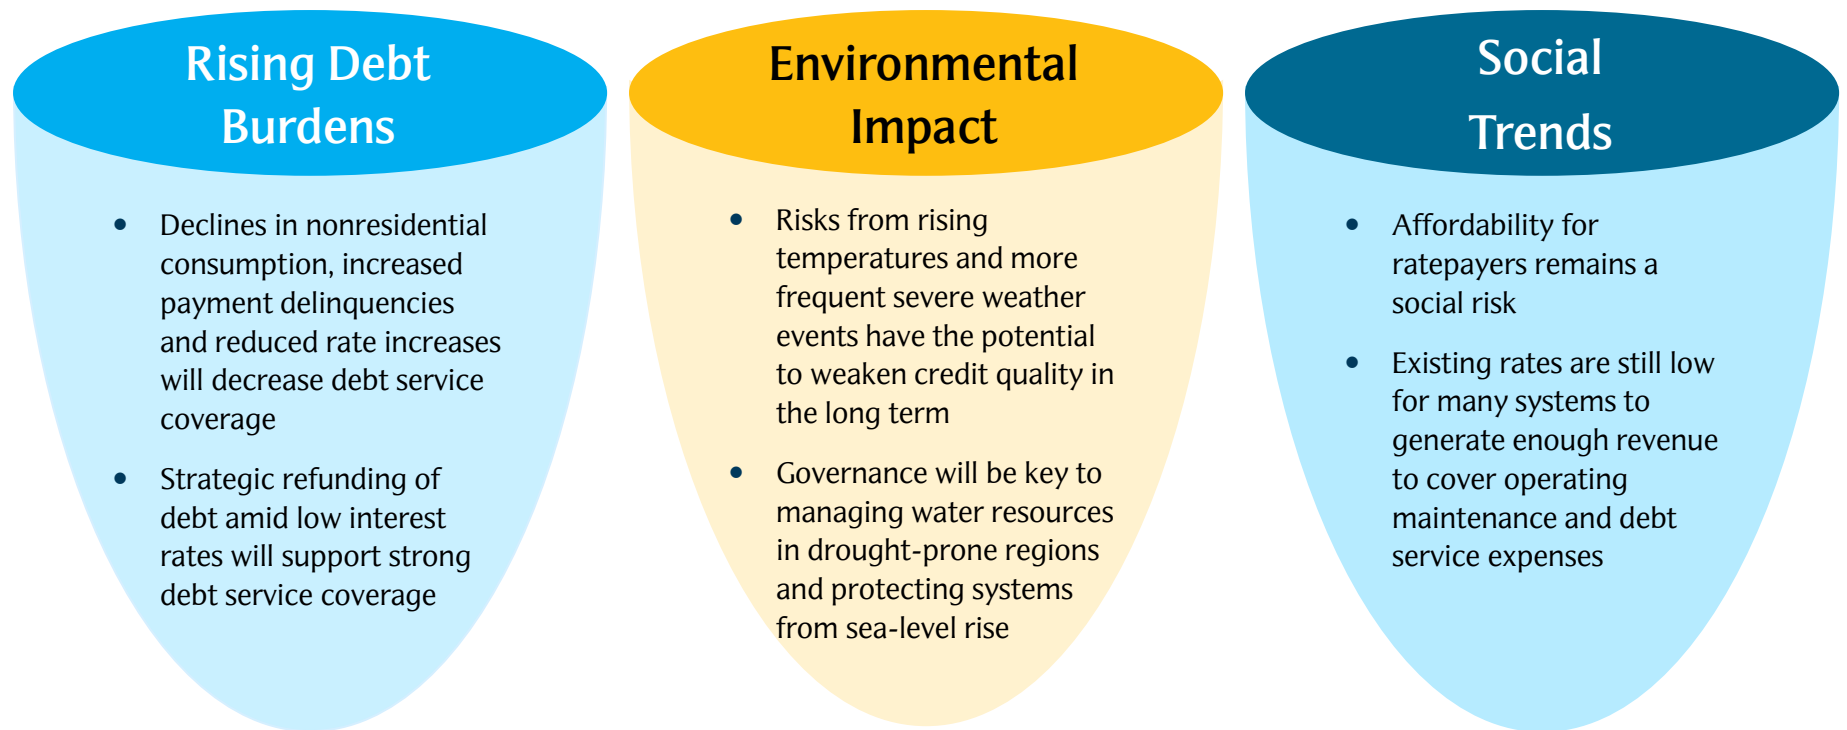 Rising Debt
Burdens
• Declines in nonresidential
consumption, increased
payment delinquencies
and reduced rate increases
will decrease debt service
coverage
• Strategic refunding of
debt amid low interest
rates will support strong
debt service coverage
Environmental
Impact
• Risks from rising
temperatures and more
frequent severe weather
events have the potential
to weaken credit quality in
the long term
• Governance will be key to
managing water resources
in drought-prone regions
and protecting systems
from sea-level rise
Social
Trends
• Affordability for
ratepayers remains a
social risk
• Existing rates are still low
for many systems to
generate enough revenue
to cover operating
maintenance and debt
service expenses